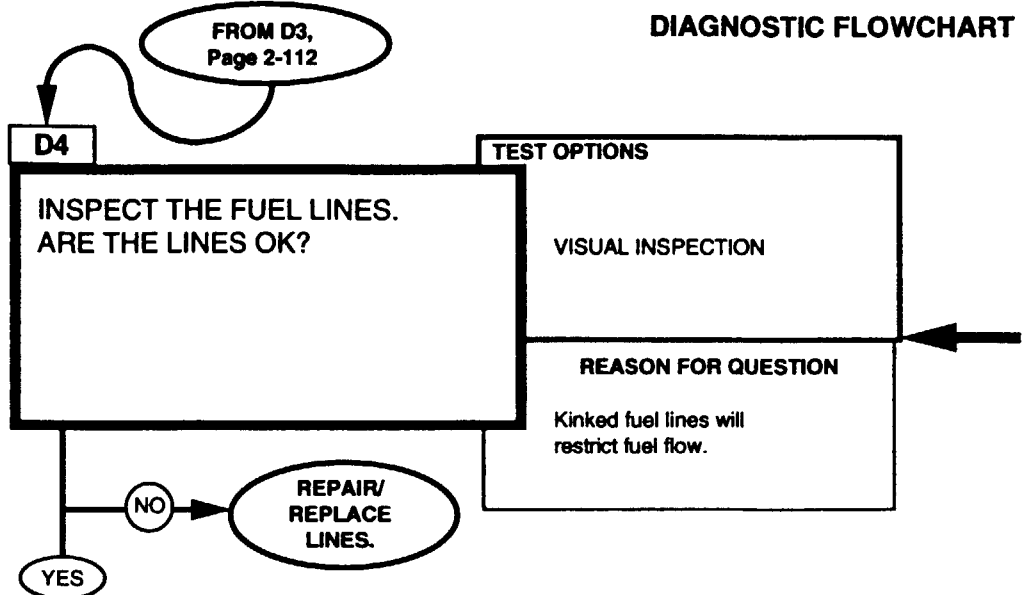 DIAGNOSTIC FLOWCHART
FROM D3,
Page 2-112
D4
INSPECT THE FUEL LINES.
ARE THE LINES OK?
TEST OPTIONS
VISUAL INSPECTION
REASON FOR QUESTION
Kinked fuel lines will
restrict fuel flow.
NO
REPAIR/
REPLACE
LINES.
YES